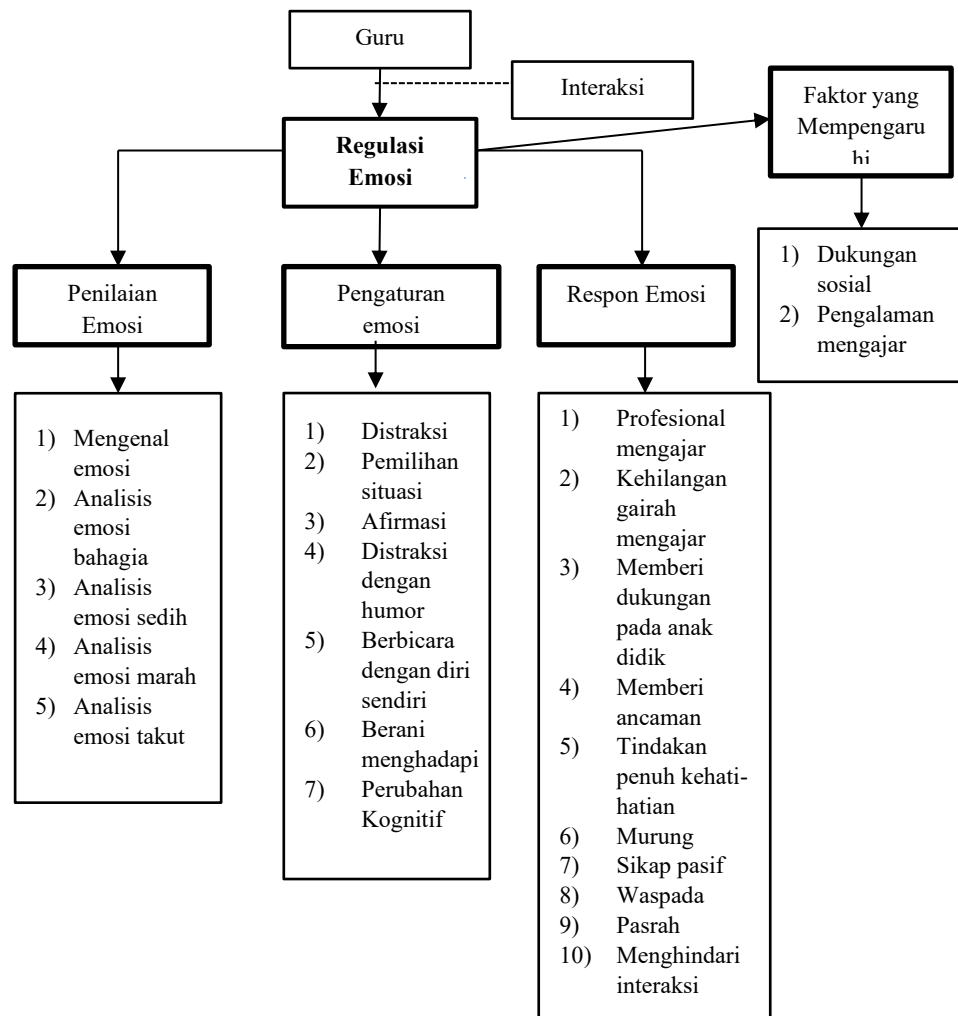 Guru
Interaksi
Faktor yang
Mempengaru
hi
Regulasi
Emosi
1) Dukungan
sosial
2) Pengalaman
mengajar
Penilaian
Emosi
Pengaturan
emosi
Respon Emosi
1) Mengenal
emosi
2) Analisis
emosi
bahagia
3) Analisis
emosi sedih
4) Analisis
emosi marah
5) Analisis
emosi takut
1) Distraksi
2) Pemilihan
situasi
3) Afirmasi
4) Distraksi
dengan
humor
5) Berbicara
dengan diri
sendiri
6) Berani
menghadapi
7) Perubahan
Kognitif
1) Profesional
mengajar
2) Kehilangan
gairah
mengajar
3) Memberi
dukungan
pada anak
didik
4) Memberi
ancaman
5) Tindakan
penuh kehati-
hatian
6) Murung
7) Sikap pasif
8) Waspada
9) Pasrah
10) Menghindari
interaksi